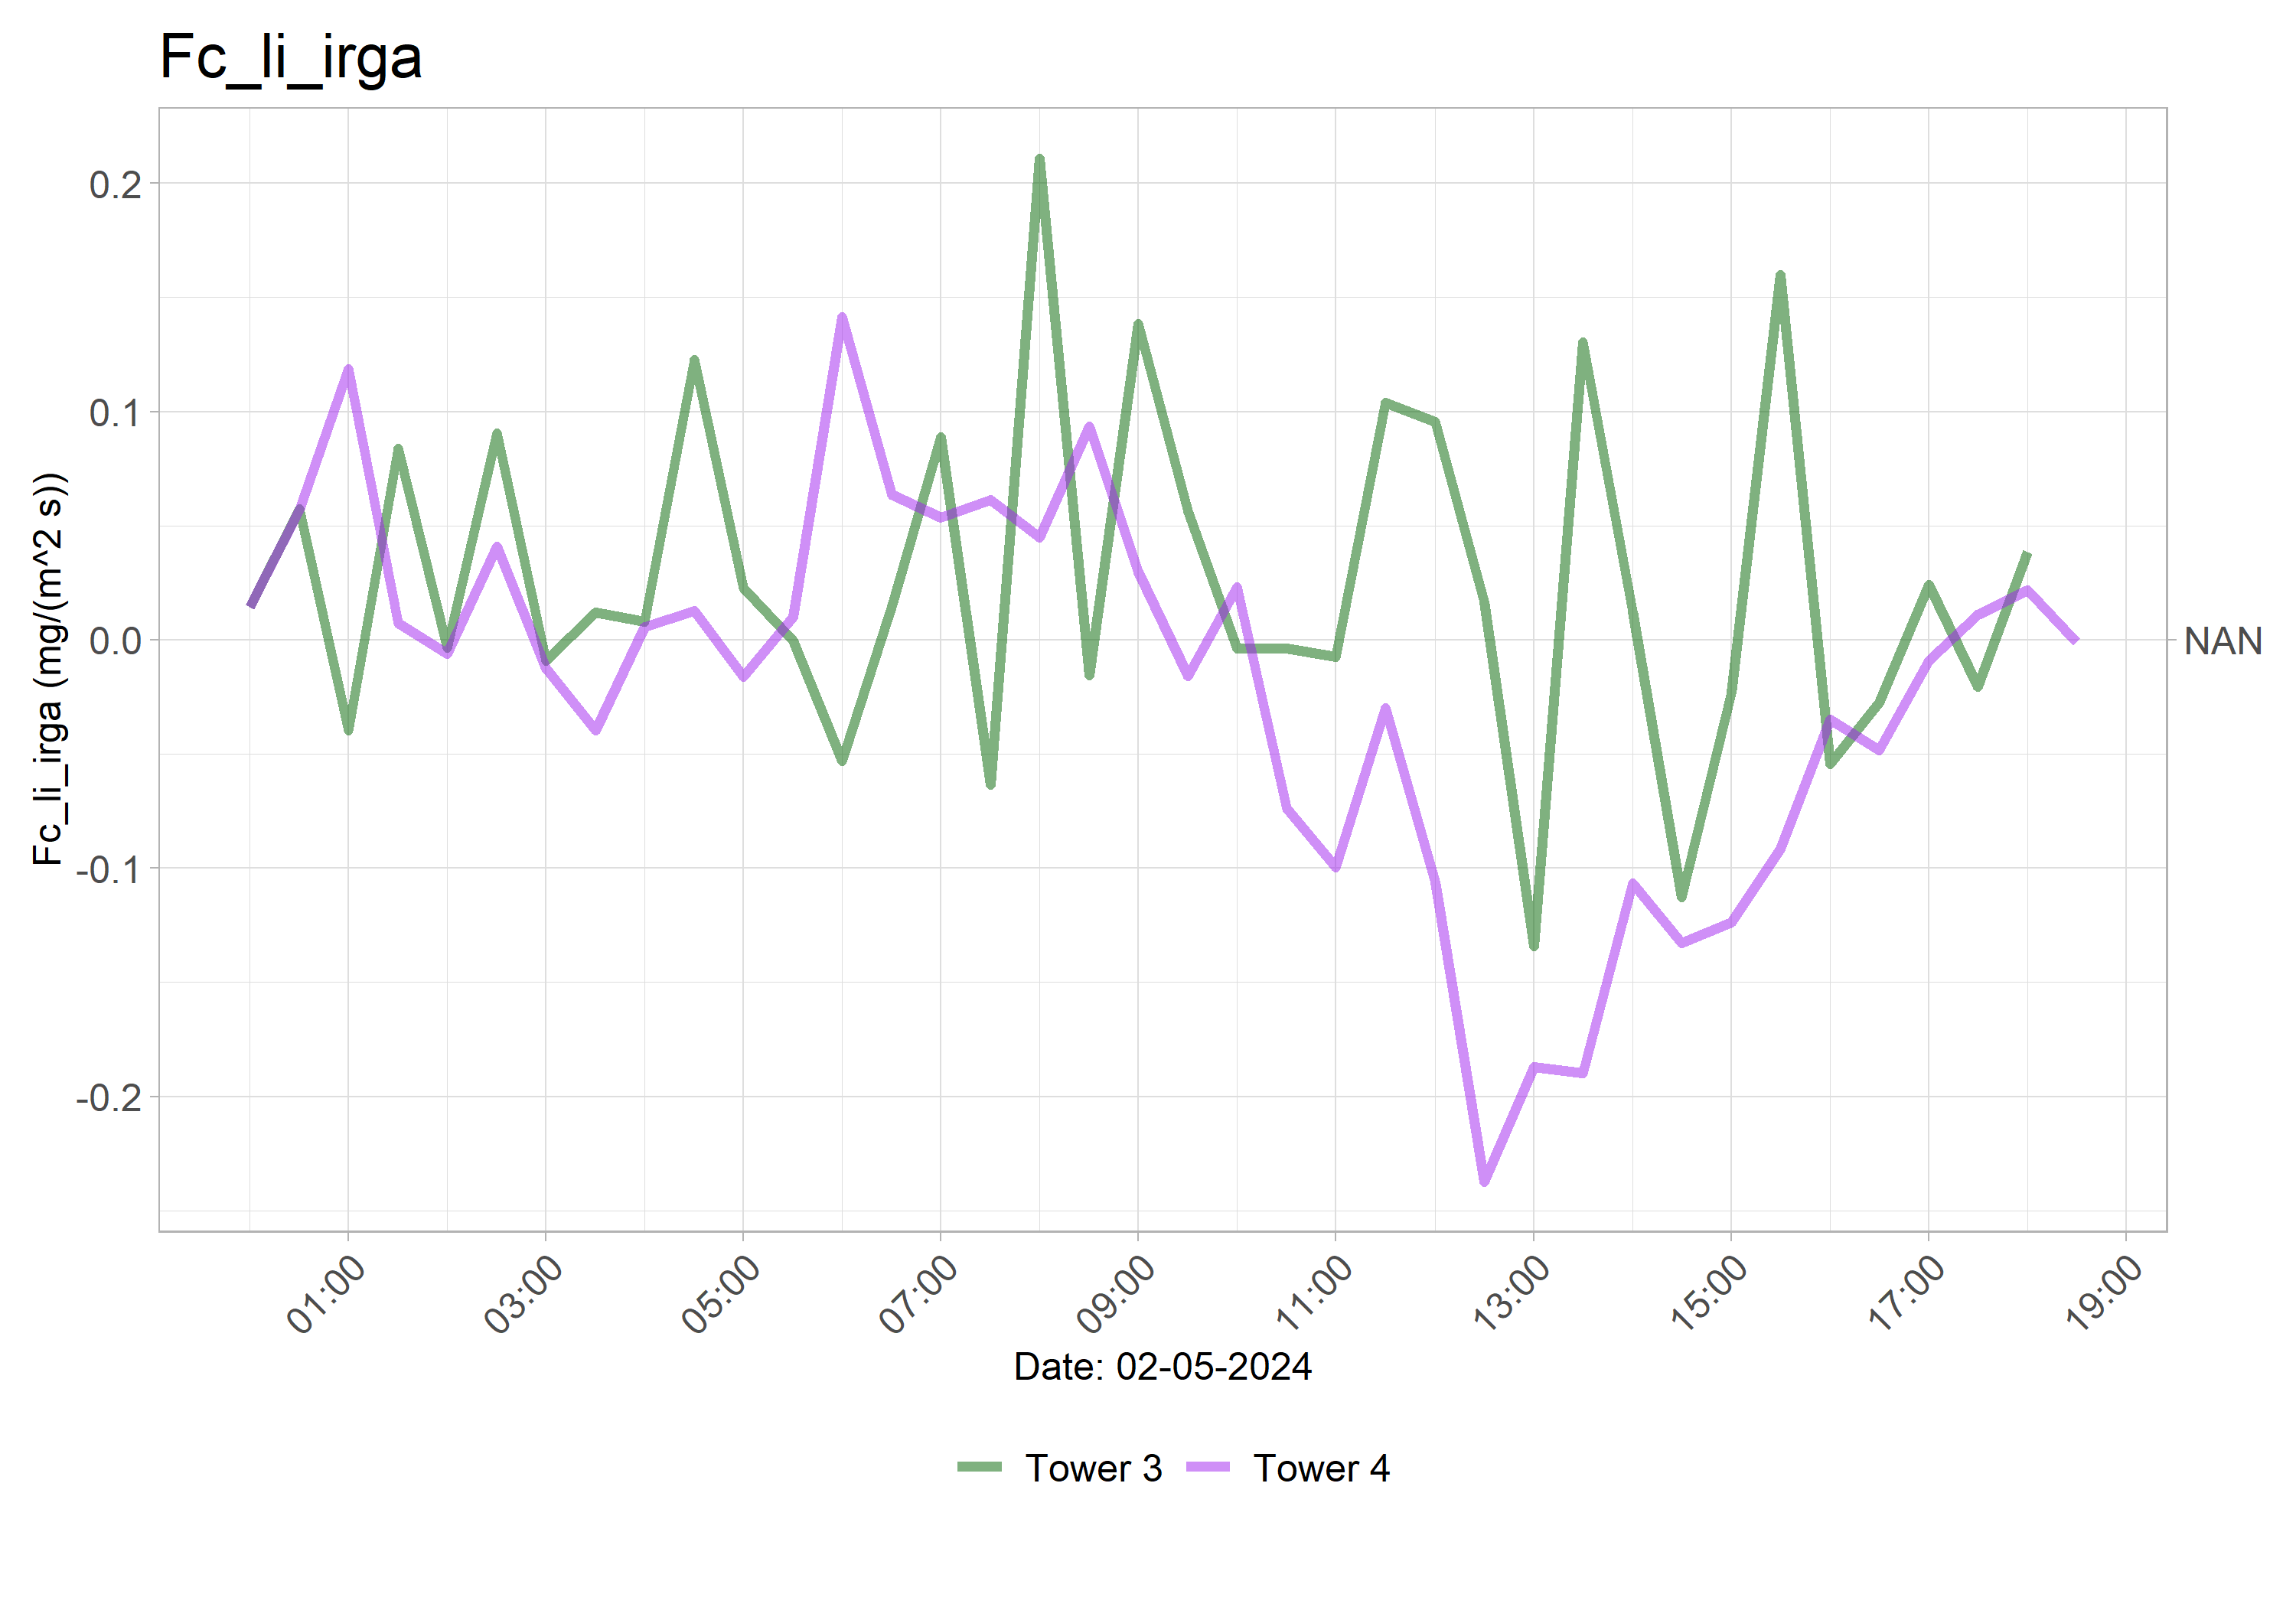 Fc_li_irga
Fc_li_irga (mg/(m^2 s))
0.2
0.1
0.0
-0.1
-0.2
NAN
01:00
03:00
05:00
07:00
09:00
11:00
13:00
15:00
17:00
19:00
Date: 02-05-2024
Tower 3
Tower 4